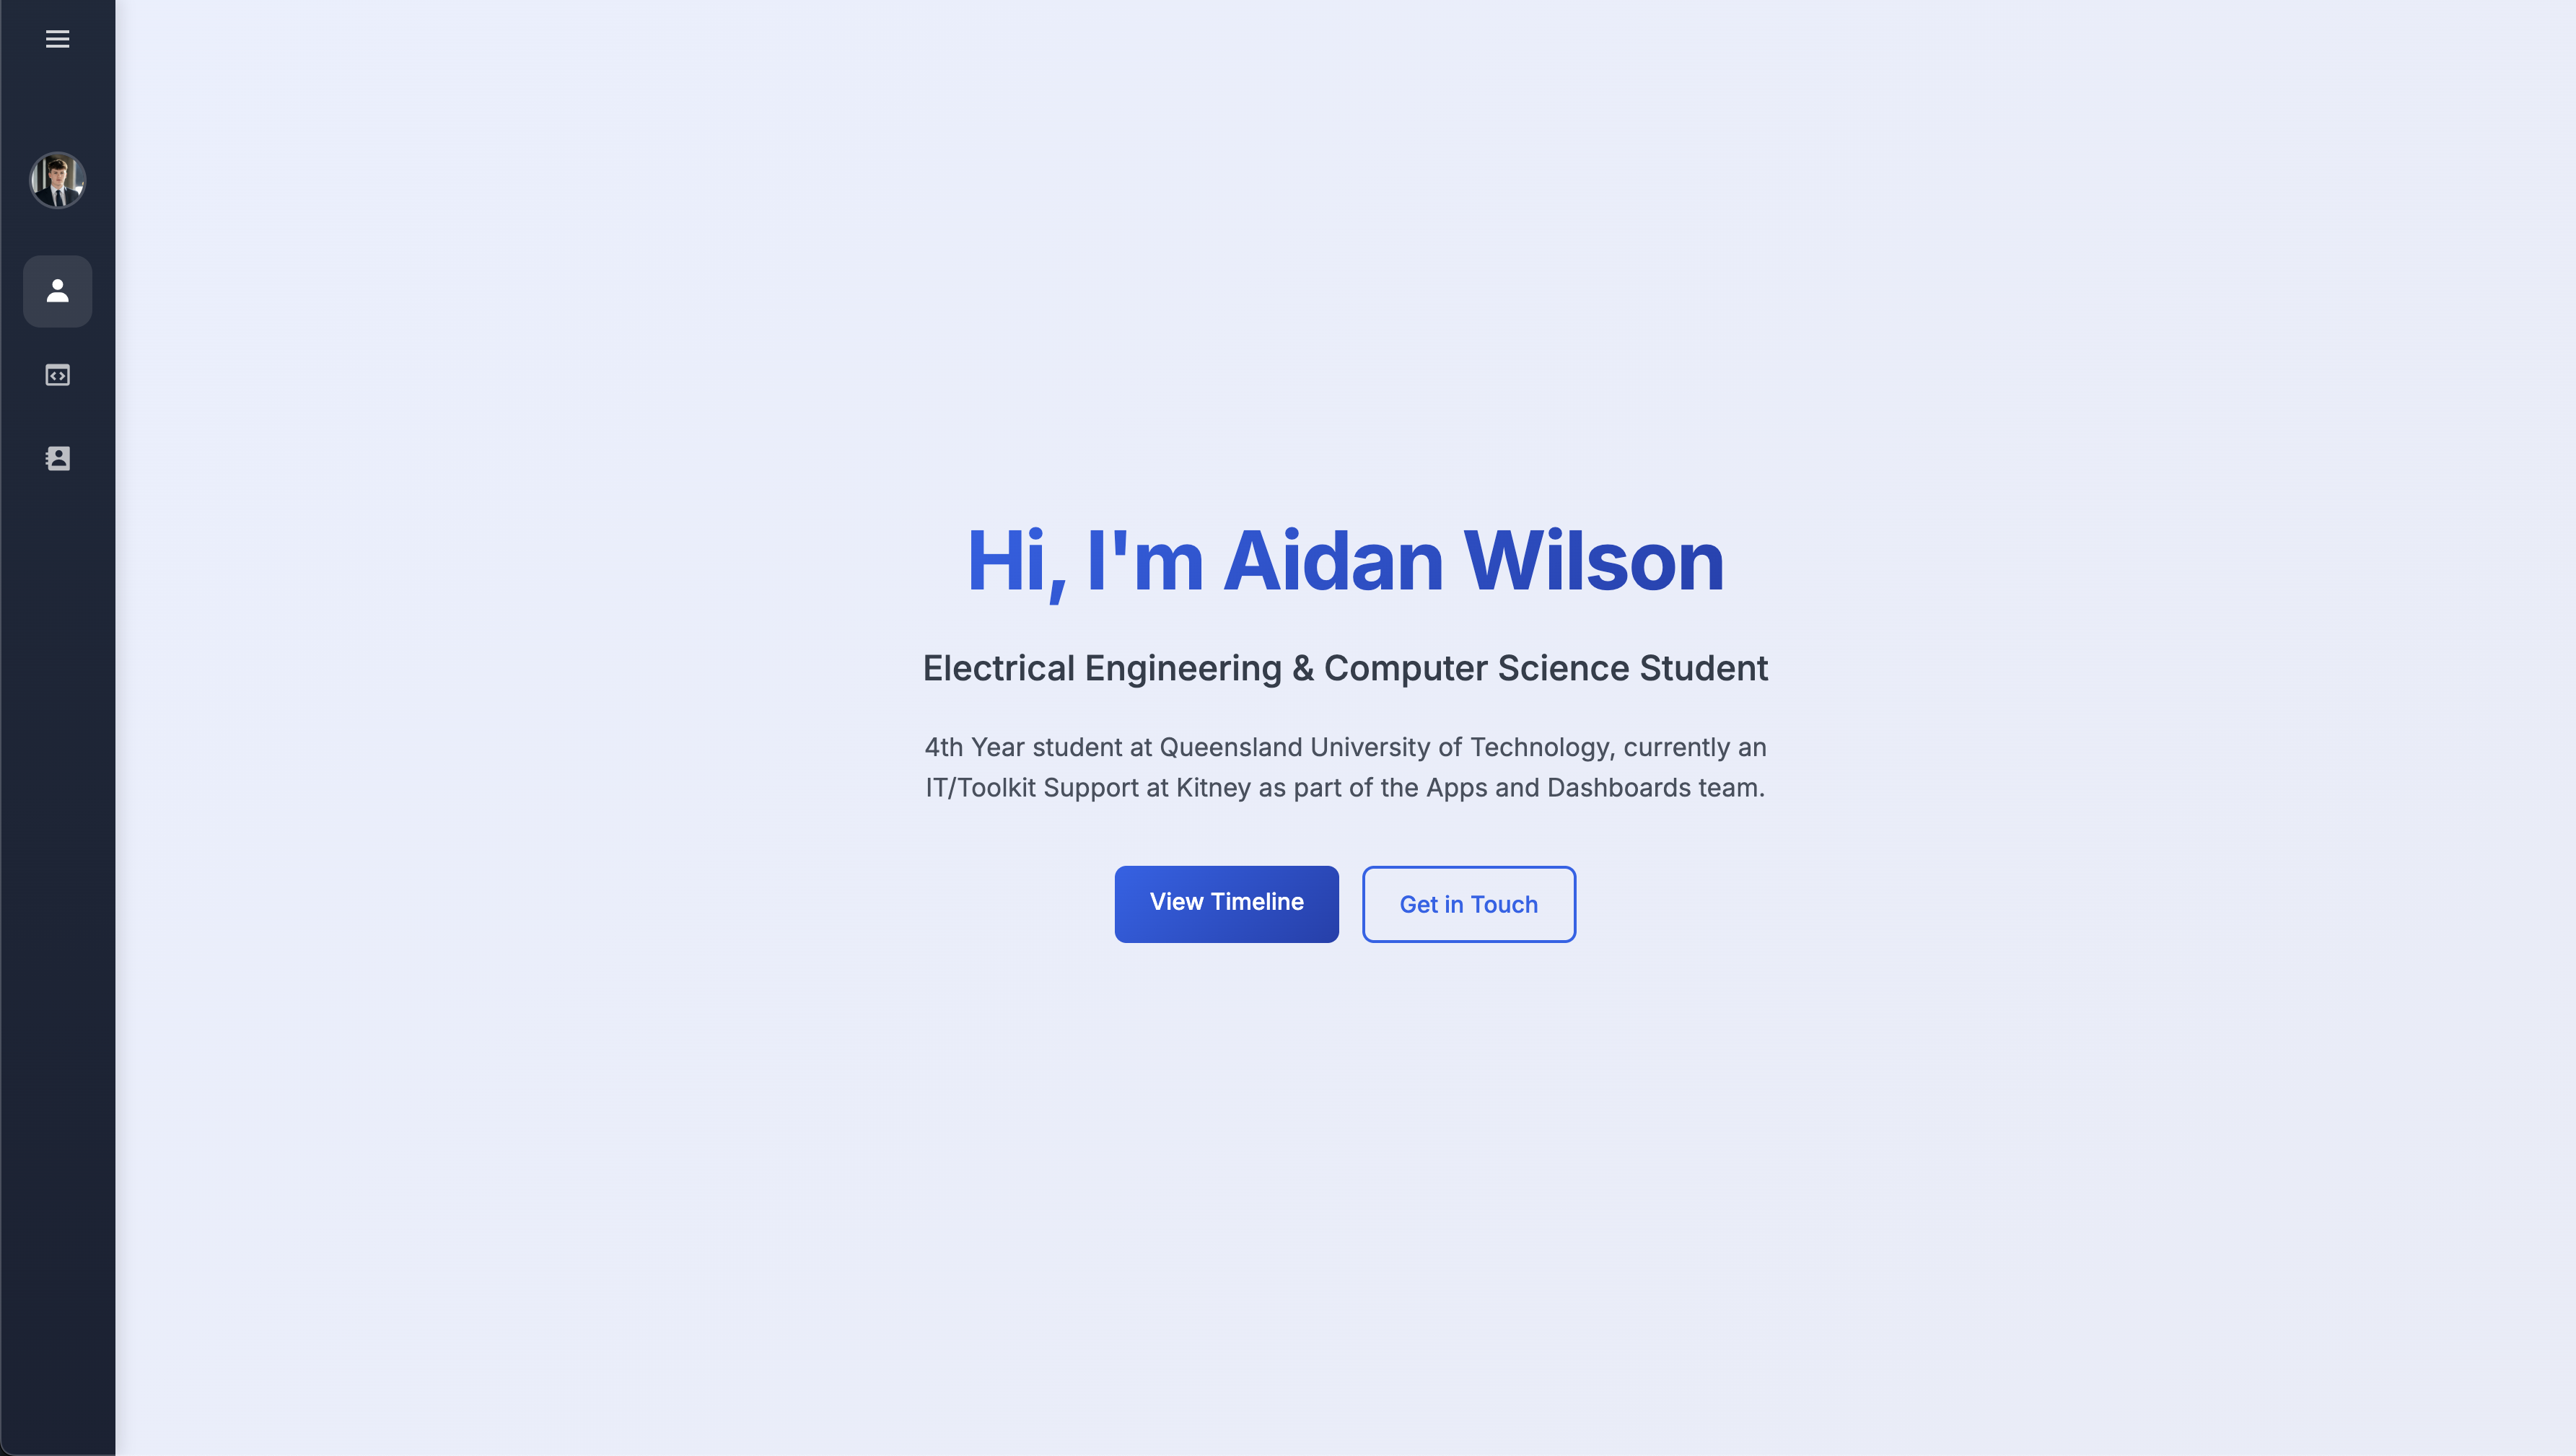 Hi, I'm Aidan Wilson
Electrical Engineering & Computer Science Student
4th Year student at Queensland University of Technology, currently an
IT/Toolkit Support at Kitney as part of the Apps and Dashboards team.
View Timeline
Get in Touch